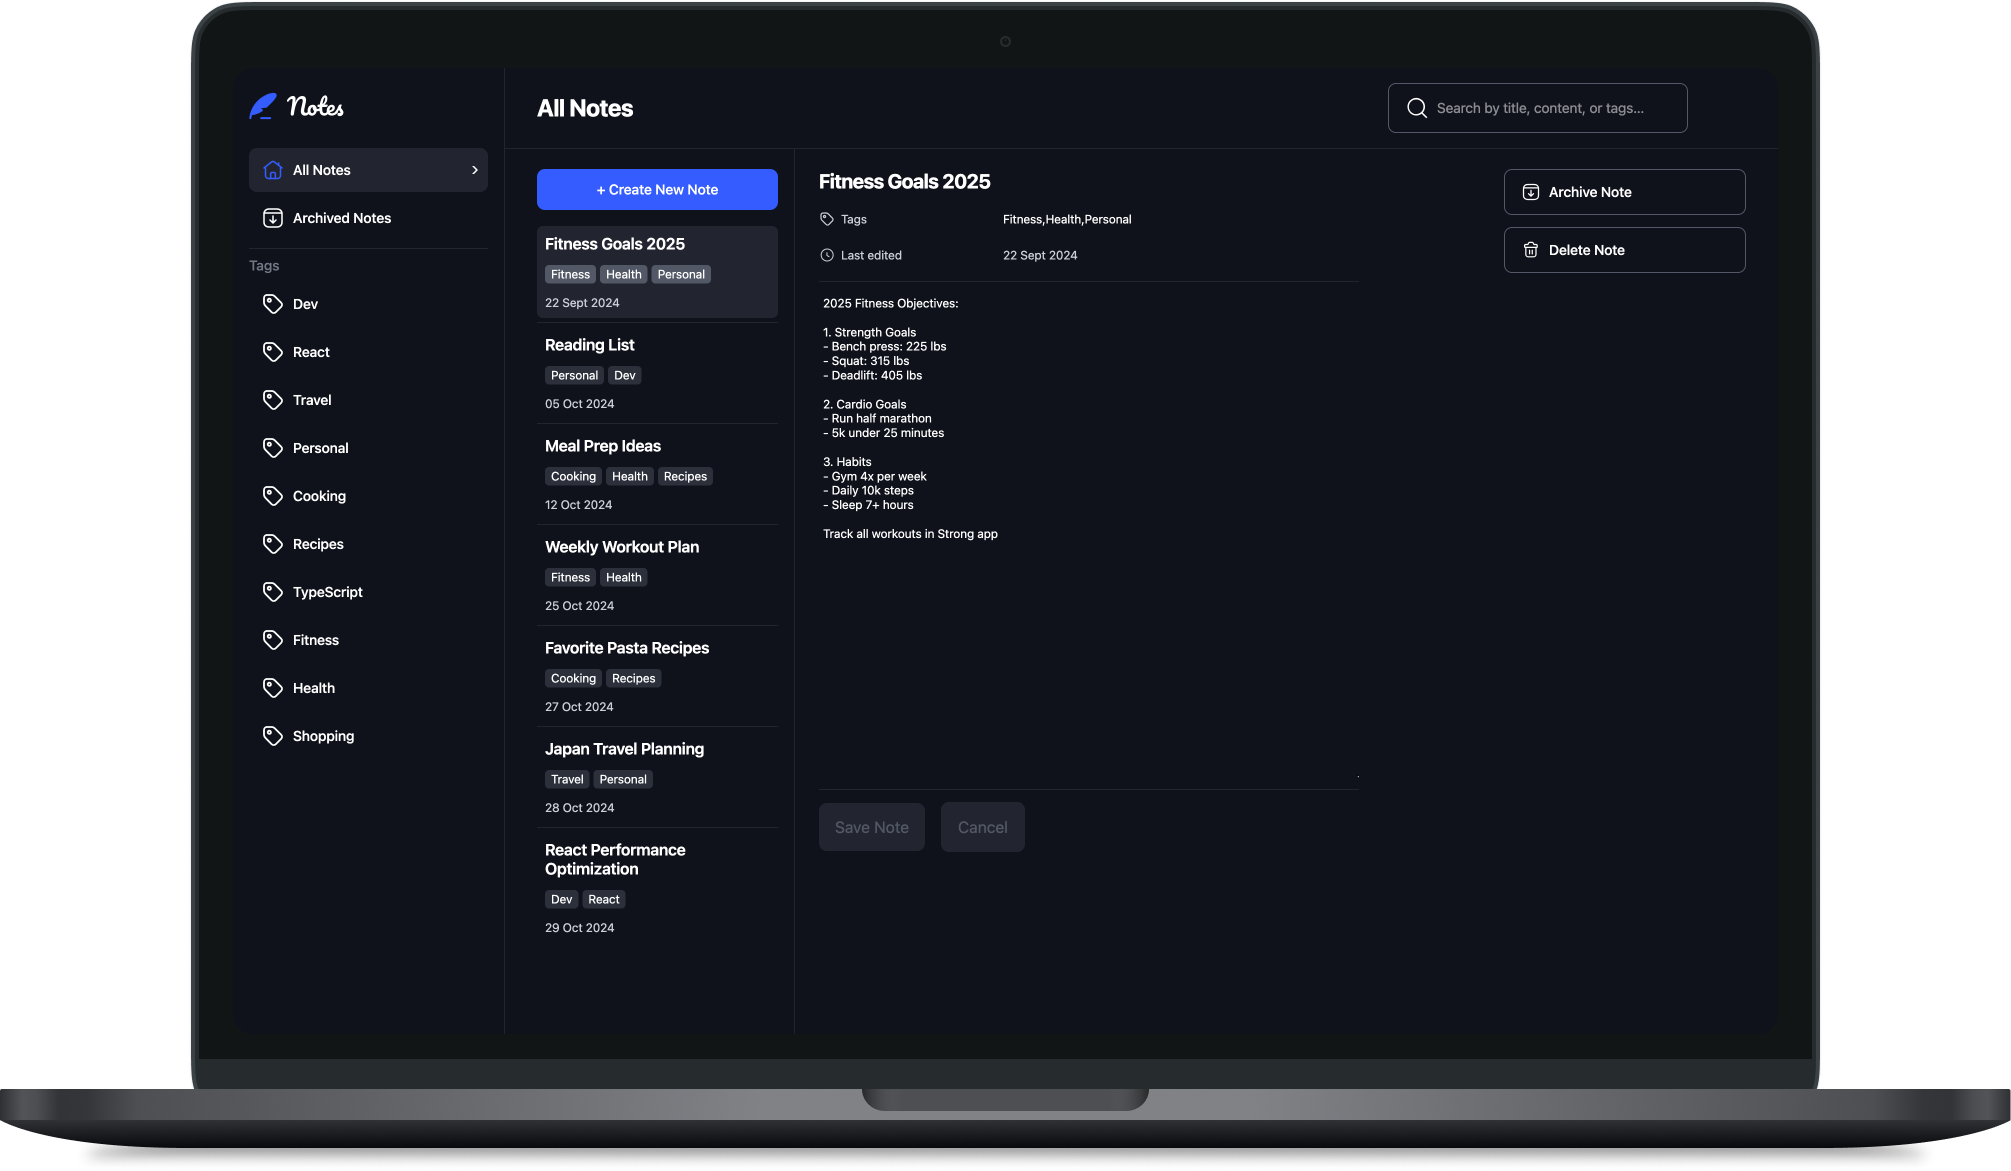 Notes
All Notes
Archived Notes
Tags
Dev
React
Travel
Personal
Cooking
Recipes
TypeScript
Fitness
Health
Shopping
All Notes
Search by title, content, or tags...
+ Create New Note
Fitness Goals 2025
Fitness Health Personal
22 Sept 2024
Reading List
Personal Dev
05 Oct 2024
Meal Prep Ideas
Cooking Health Recipes
12 Oct 2024
Weekly Workout Plan
Fitness Health
25 Oct 2024
Favorite Pasta Recipes
Cooking Recipes
27 Oct 2024
Japan Travel Planning
Travel Personal
28 Oct 2024
React Performance
Optimization
Dev React
29 Oct 2024
Fitness Goals 2025
Tags Fitness,Health,Personal
Last edited 22 Sept 2024
2025 Fitness Objectives:
1. Strength Goals
- Bench press: 225 lbs
- Squat: 315 lbs
- Deadlift: 405 lbs
2. Cardio Goals
- Run half marathon
- 5k under 25 minutes
3. Habits
- Gym 4x per week
- Daily 10k steps
- Sleep 7+ hours
Track all workouts in Strong app
Save Note Cancel
Archive Note
Delete Note